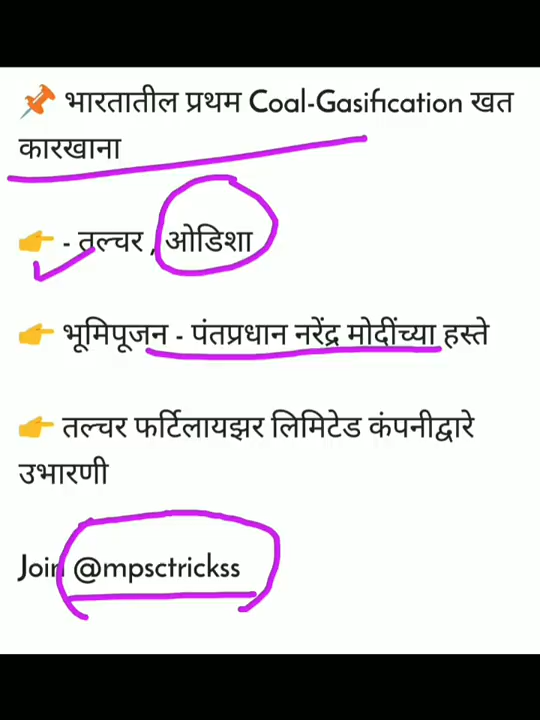 📌 भारतातील प्रथम Coal-Gasification खत
कारखाना
👉 - तल्चर , ओडिशा
👉 भूमिपूजन - पंतप्रधान नरेंद्र मोदींच्या हस्ते
👉 तल्चर फर्टिलायझर लिमिटेड कंपनीद्वारे
उभारणी
Join @mpsctrickss